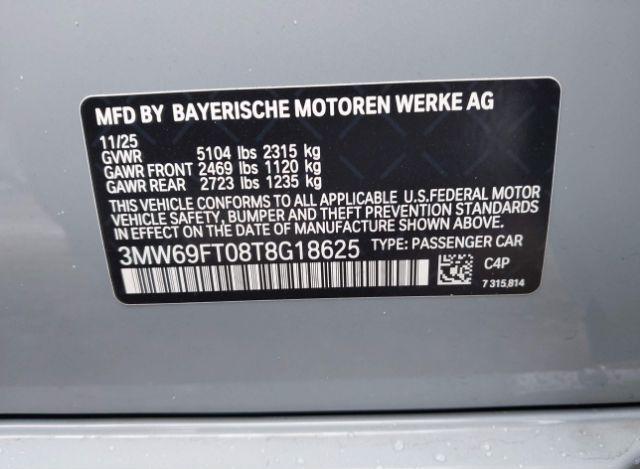 MFD BY BAYERISCHE MOTOREN WERKE AG
11/25
GVWR 5104 lbs 2315 kg
GAWR FRONT 2469 lbs 1120 kg
GAWR REAR 2723 lbs 1235 kg
THIS VEHICLE CONFORMS TO ALL APPLICABLE U.S.FEDERAL MOTOR
VEHICLE SAFETY, BUMPER AND THEFT PREVENTION STANDARDS
IN EFFECT ON THE DATE OF MANUFACTURE SHOWN ABOVE.
3MW69FT08T8G18625 TYPE: PASSENGER CAR
C4P
7 315,814